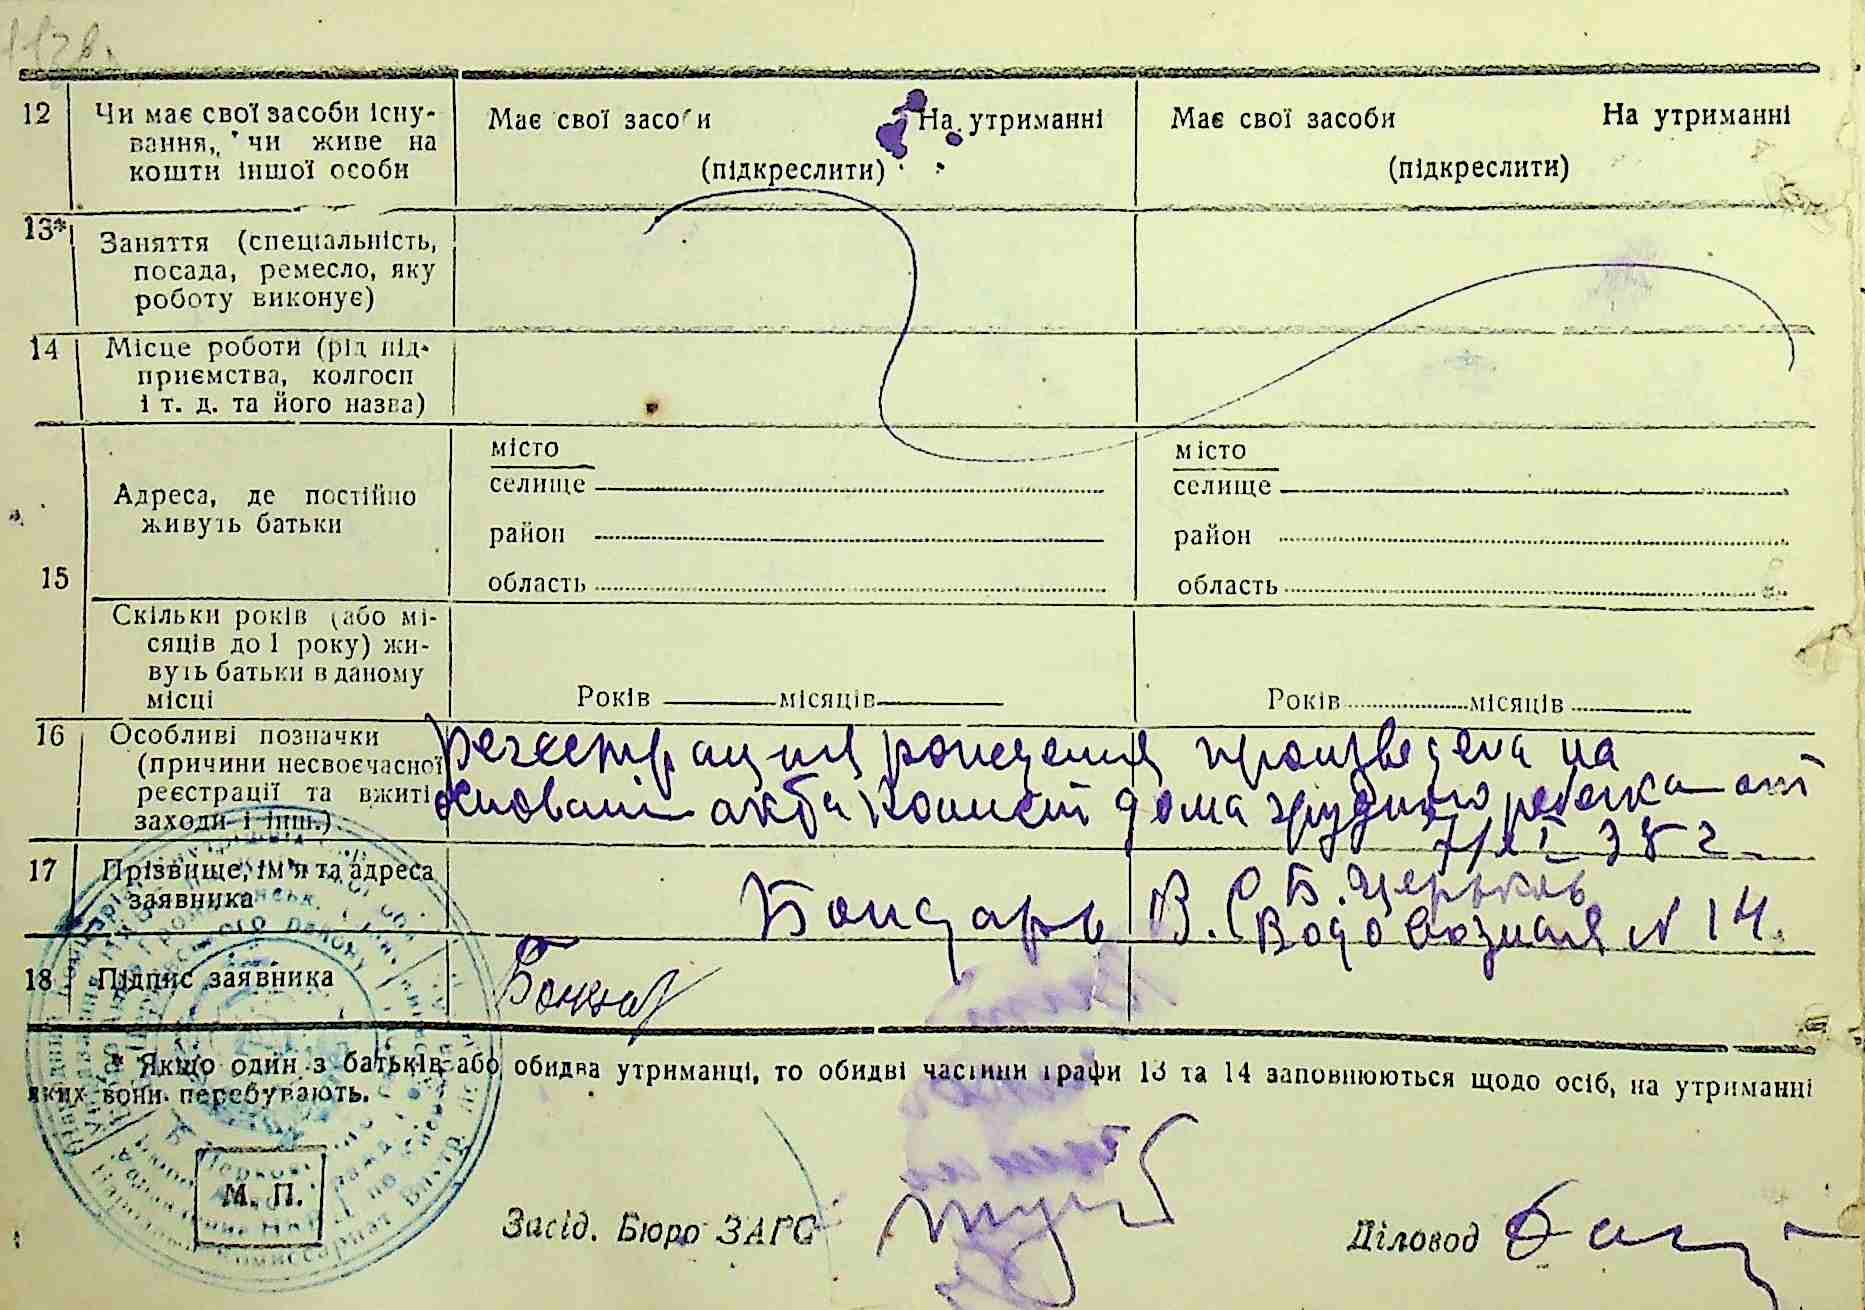 12 Чи має свої засоби існу-
вання, чи живе на
кошти іншої особи
Має свої засоби На утриманні
(підкреслити)
Має свої засоби На утриманні
(підкреслити)
13* Заняття (спеціальність,
посада, ремесло, яку
роботу виконує)
14 Місце роботи (рід під-
приємства, колгосп
і т. д. та його назва)
15 Адреса, де постійно
живуть батьки
місто
селище
район
область
місто
селище
район
область
Скільки років (або мі-
сяців до 1 року) жи-
вуть батьки в даному
місці
Років місяців
Років місяців
16 Особливі позначки
(причини несвоєчасної
реєстрації та вжиті
заходи і інш.)
регестрация рождения произведена на
основани акта дома грудного ребенка от
7/XI 38 г.
17 Прізвище, ім'я та адреса
заявника
Бондарь В. С. Б. Церковь
Водовозная N 14.
18 Підпис заявника
* Якщо один з батьків або обидва утриманці, то обидві частини графи 13 та 14 заповнюються щодо осіб, на утриманні
яких вони перебувають.
М. П.
Засід. Бюро ЗАГС
Діловод